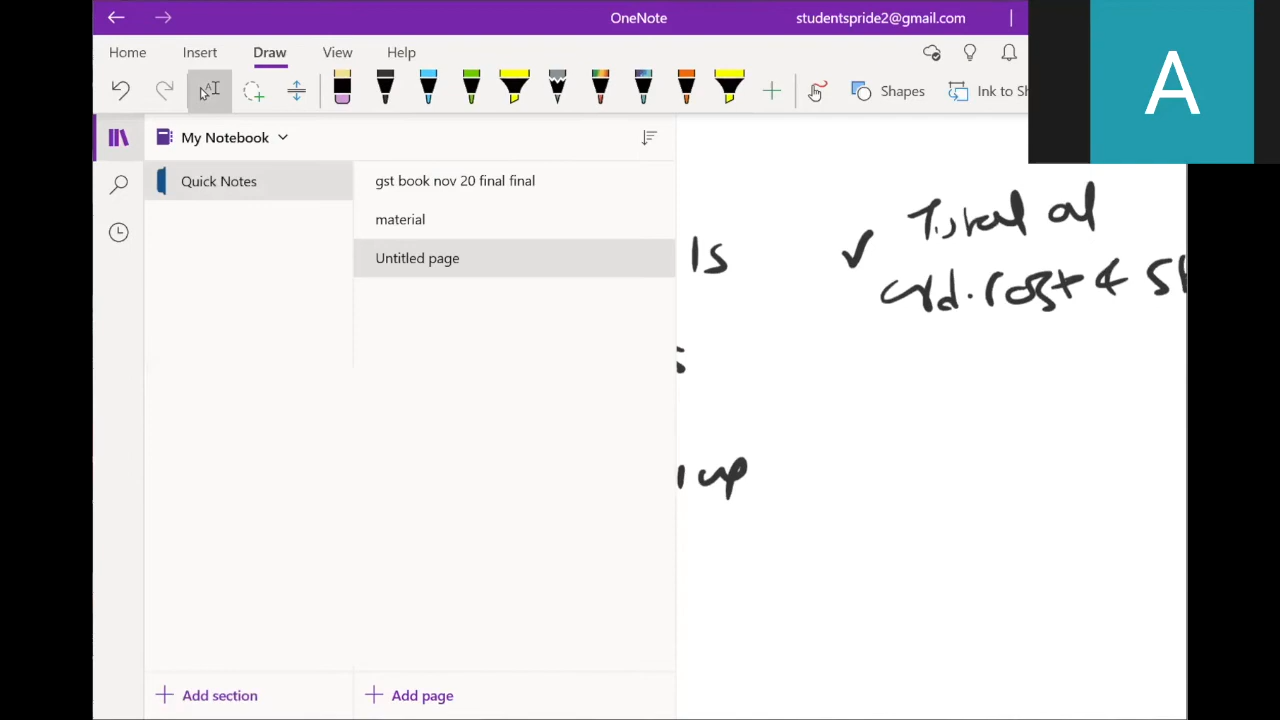 OneNote
studentspride2@gmail.com
Home Insert Draw View Help
Shapes
Ink to Sh
A
My Notebook
Quick Notes
gst book nov 20 final final
material
Untitled page
ls
✓ Total
ord. cost &
up
Add section
Add page